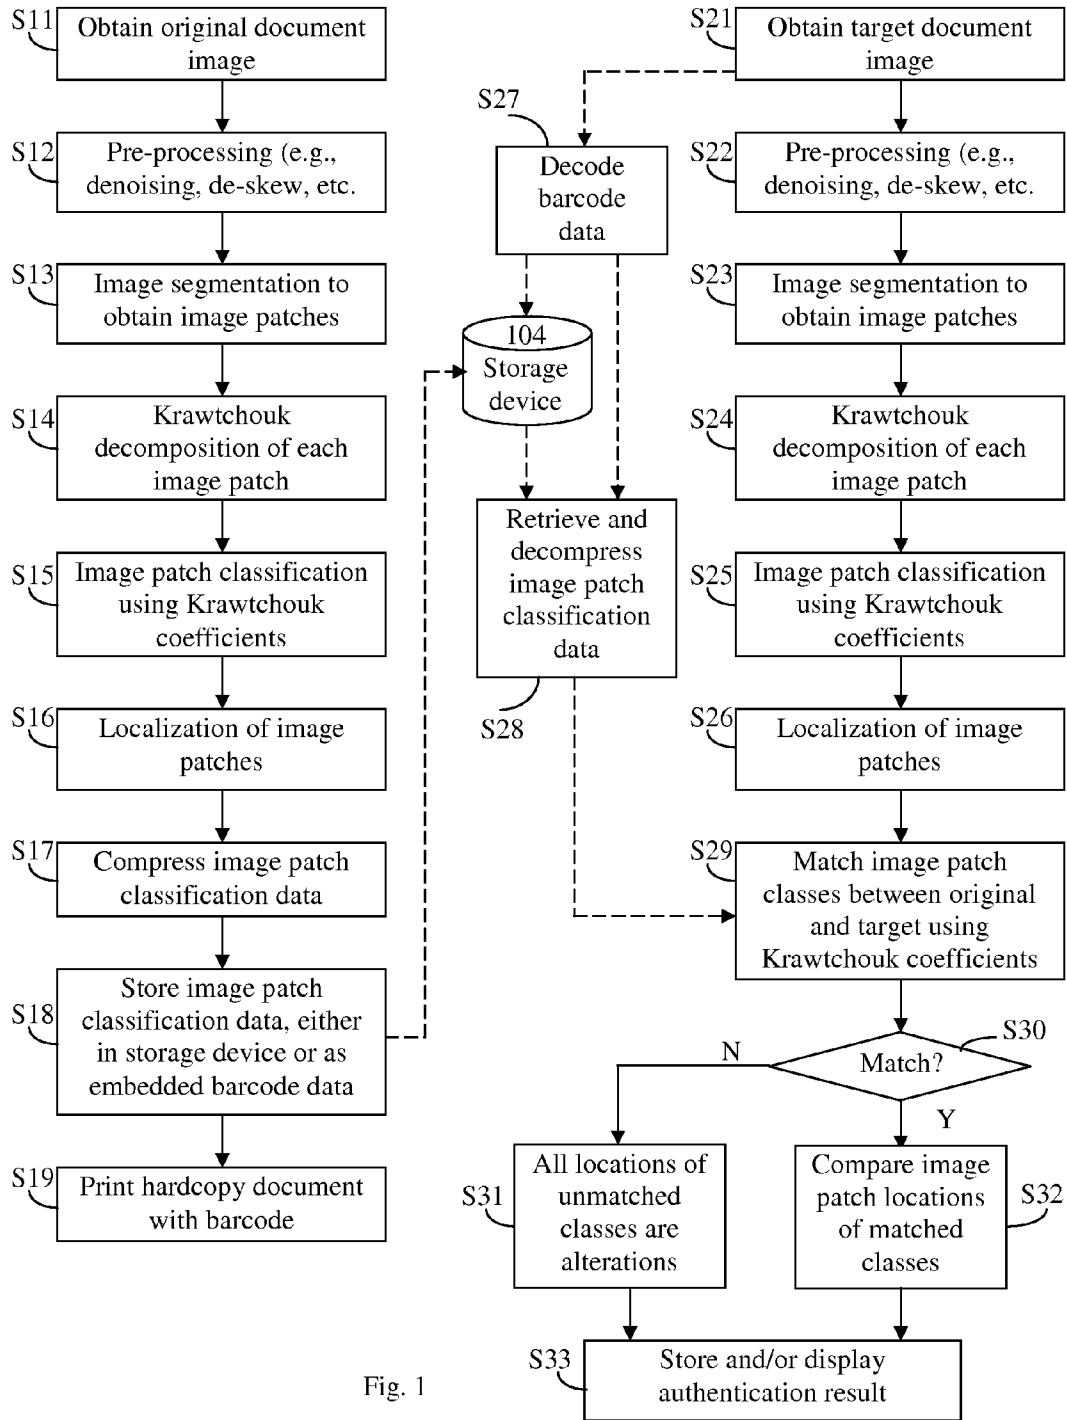 S11
Obtain original document
image
S12
Pre-processing (e.g.,
denoising, de-skew, etc.
S13
Image segmentation to
obtain image patches
S14
Krawtchouk
decomposition of each
image patch
S15
Image patch classification
using Krawtchouk
coefficients
S16
Localization of image
patches
S17
Compress image patch
classification data
S18
Store image patch
classification data, either
in storage device or as
embedded barcode data
S19
Print hardcopy document
with barcode
S27
Decode
barcode
data
104
Storage
device
Retrieve and
decompress
image patch
classification
data
S28
S21
Obtain target document
image
S22
Pre-processing (e.g.,
denoising, de-skew, etc.
S23
Image segmentation to
obtain image patches
S24
Krawtchouk
decomposition of each
image patch
S25
Image patch classification
using Krawtchouk
coefficients
S26
Localization of image
patches
S29
Match image patch
classes between original
and target using
Krawtchouk coefficients
S30
Match?
N
Y
S31
All locations of
unmatched
classes are
alterations
Compare image
patch locations
of matched
classes
S32
S33
Store and/or display
authentication result
Fig. 1